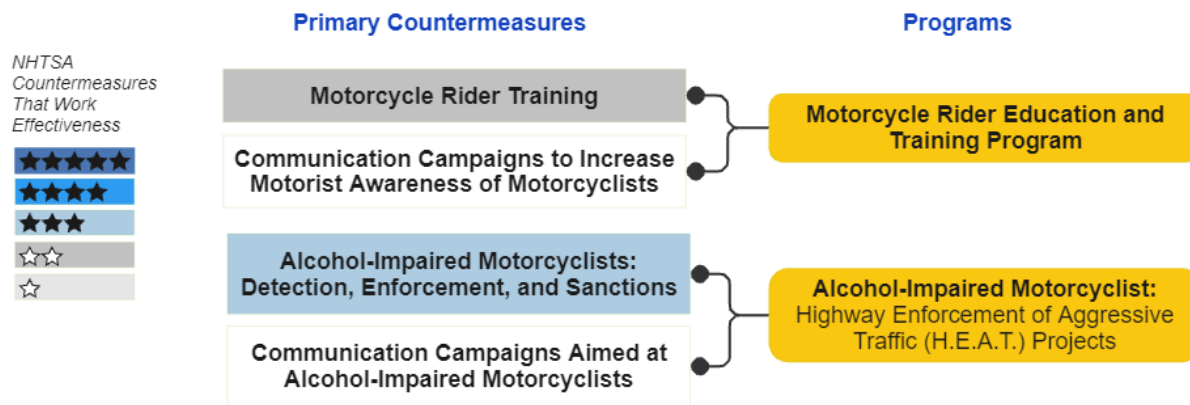 Primary Countermeasures
Programs
NHTSA
Countermeasures
That Work
Effectiveness
Motorcycle Rider Training
Communication Campaigns to Increase
Motorist Awareness of Motorcyclists
Motorcycle Rider Education and
Training Program
Alcohol-Impaired Motorcyclists:
Detection, Enforcement, and Sanctions
Communication Campaigns Aimed at
Alcohol-Impaired Motorcyclists
Alcohol-Impaired Motorcyclist:
Highway Enforcement of Aggressive
Traffic (H.E.A.T.) Projects